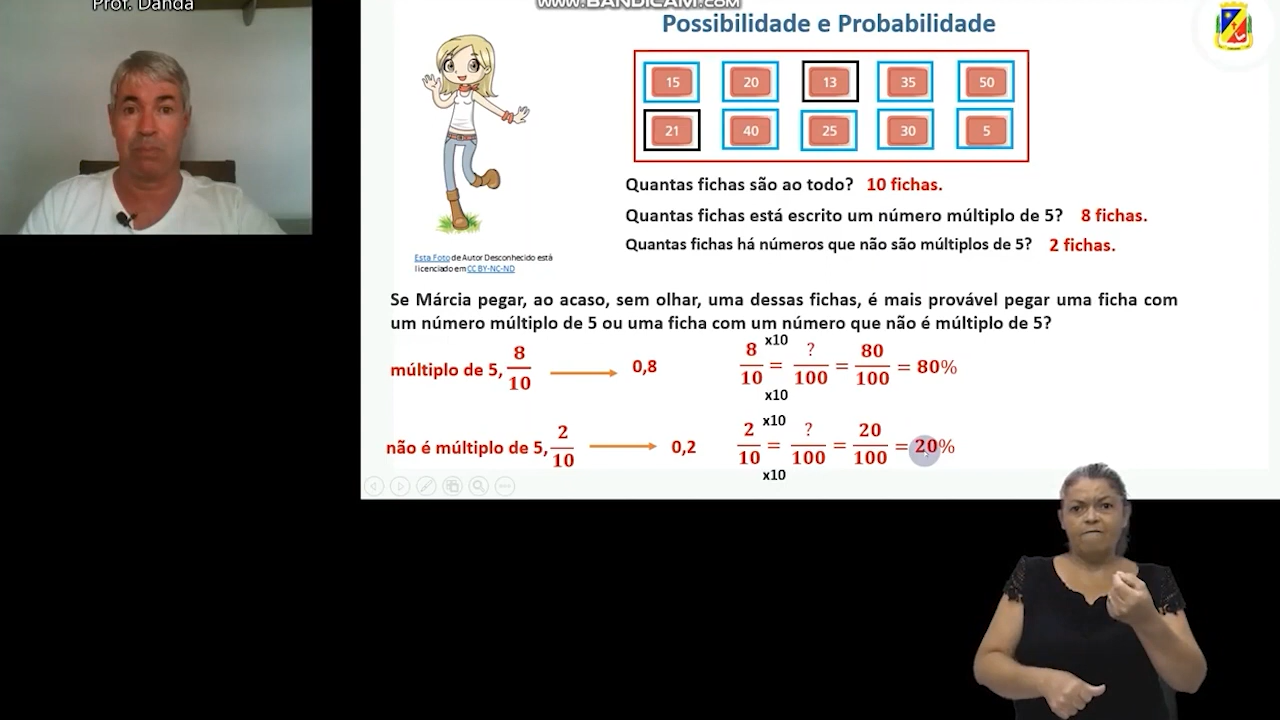 Prof. Danda
www.BANDICAM.com
Possibilidade e Probabilidade
15 20 13 35 50
21 40 25 30 5
Quantas fichas são ao todo? 10 fichas.
Quantas fichas está escrito um número múltiplo de 5? 8 fichas.
Quantas fichas há números que não são múltiplos de 5? 2 fichas.
Esta Foto de Autor Desconhecido está
licenciado em CC BY-NC-ND
Se Márcia pegar, ao acaso, sem olhar, uma dessas fichas, é mais provável pegar uma ficha com
um número múltiplo de 5 ou uma ficha com um número que não é múltiplo de 5?
múltiplo de 5, 8/10 0,8
x10
8/10 = ?/100 = 80/100 = 80%
x10
não é múltiplo de 5, 2/10 0,2
x10
2/10 = ?/100 = 20/100 = 20%
x10